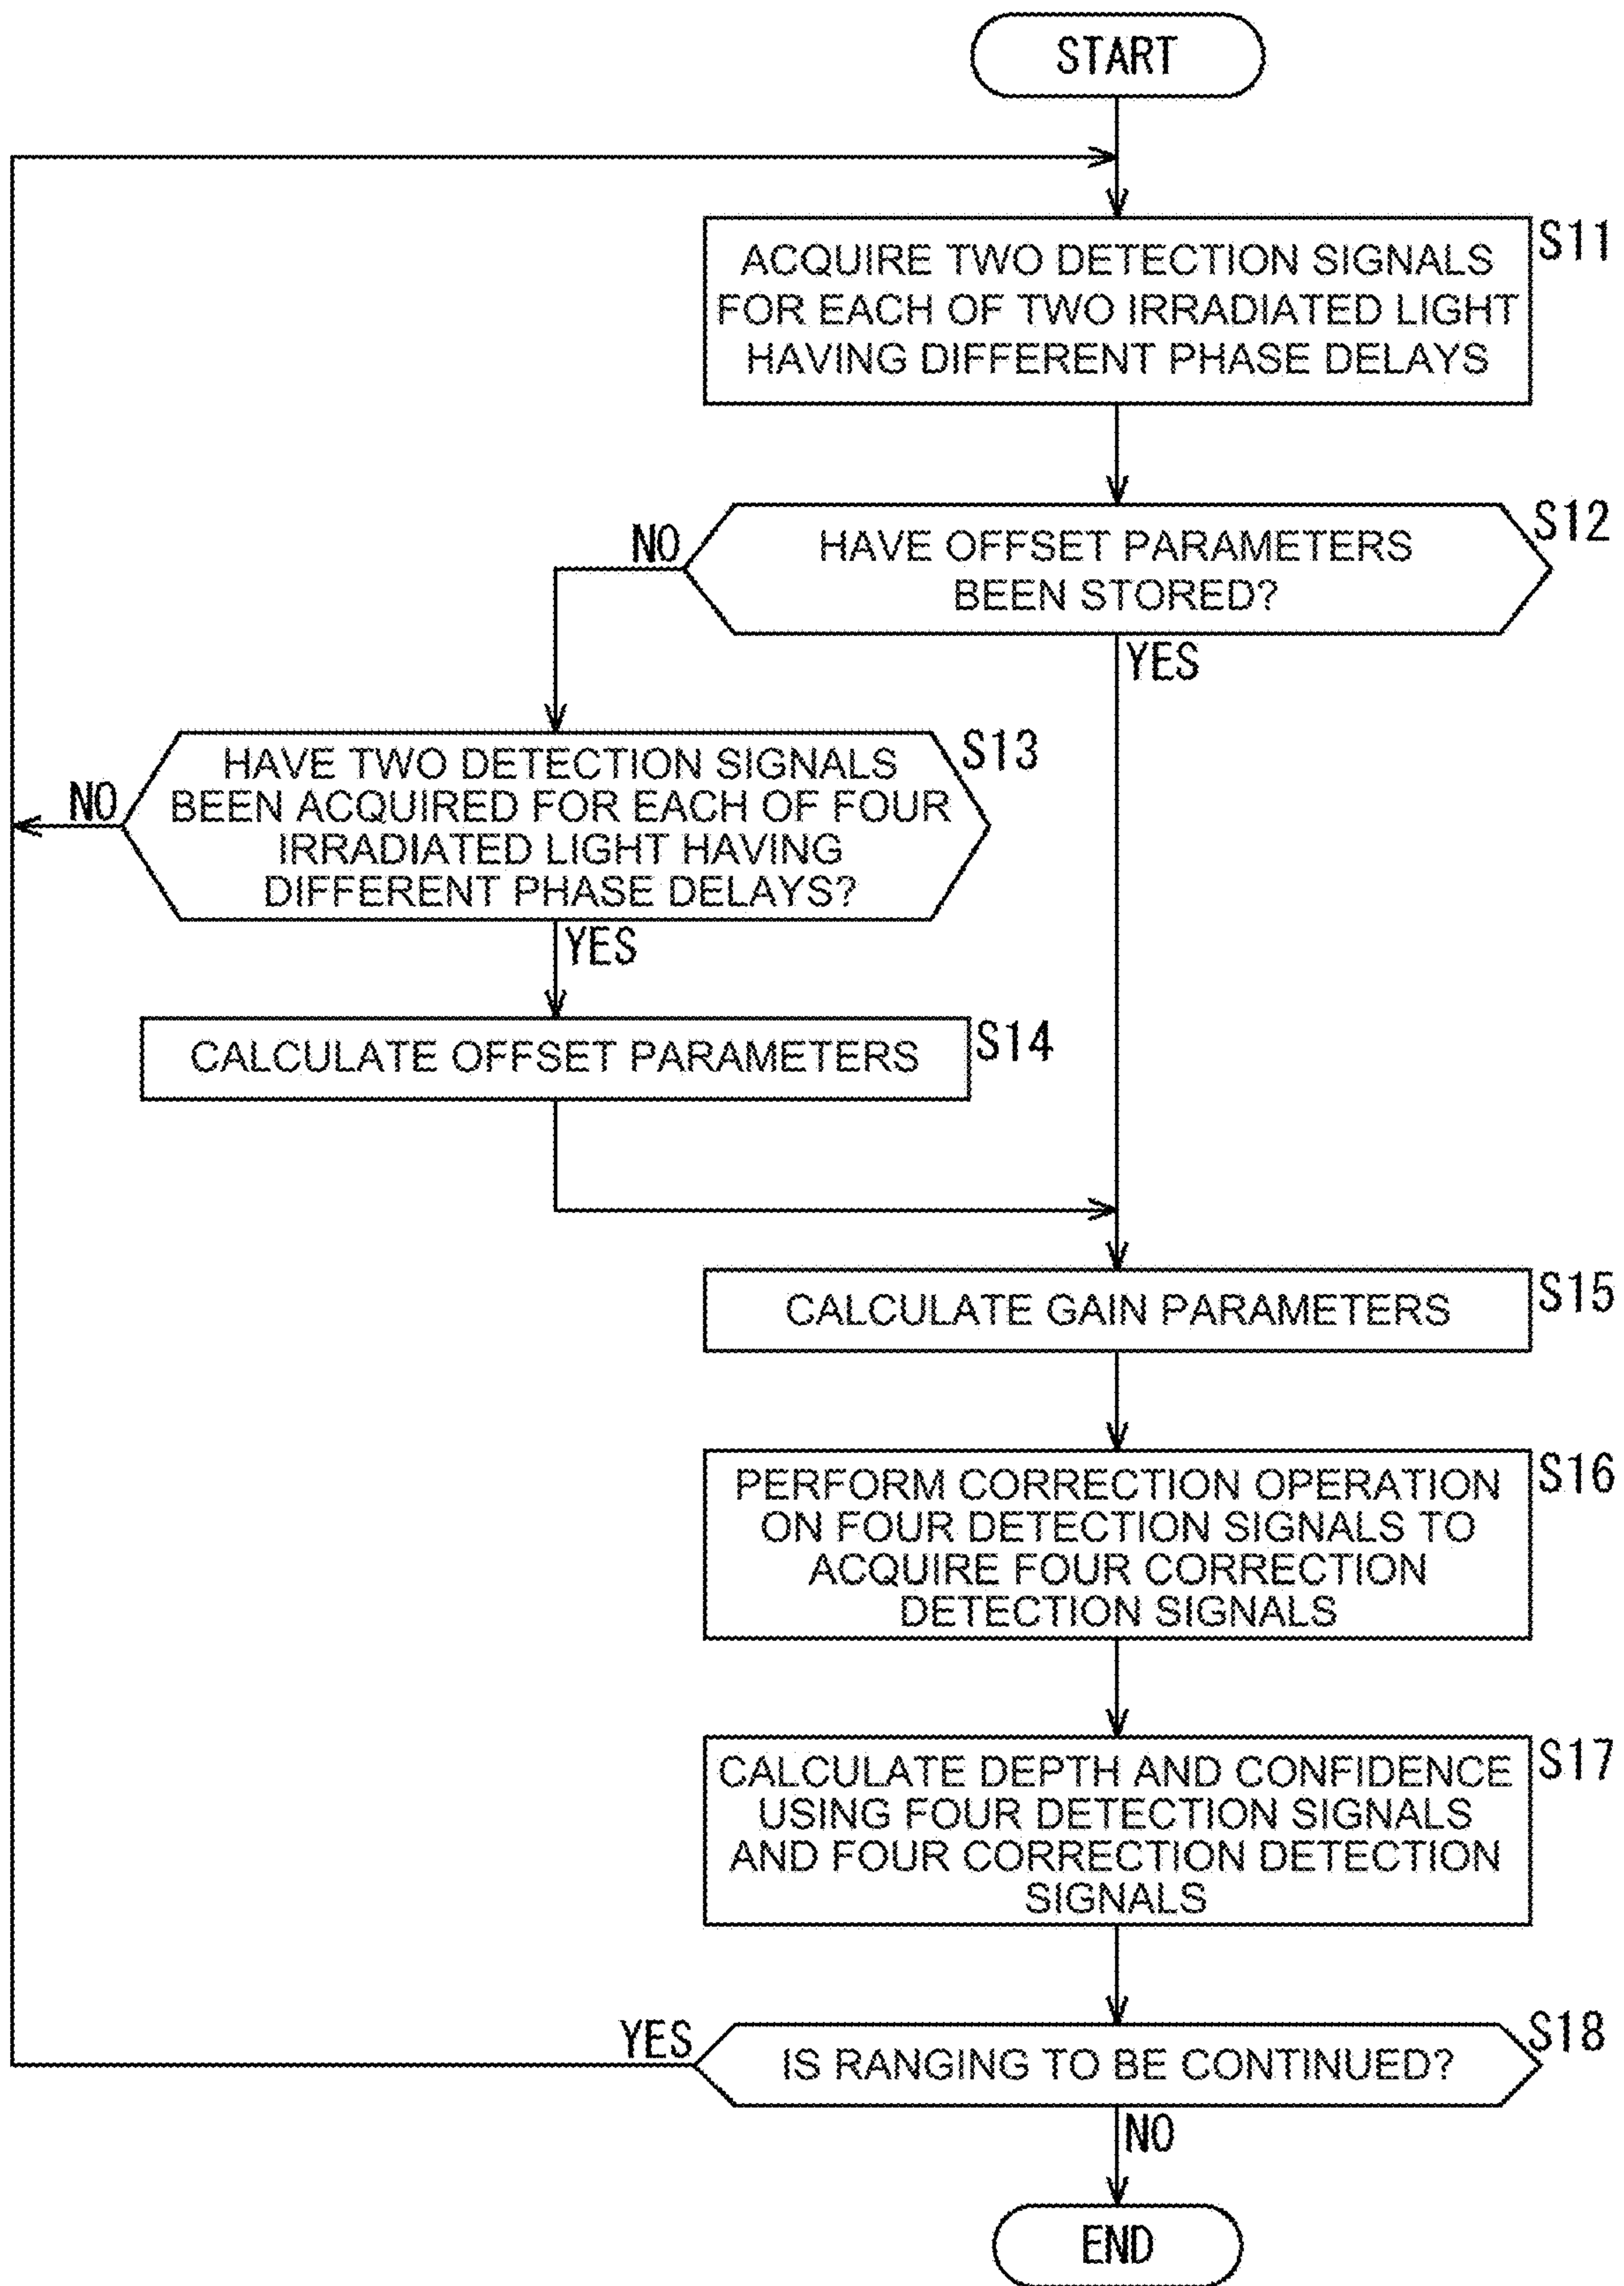 START
S11
ACQUIRE TWO DETECTION SIGNALS
FOR EACH OF TWO IRRADIATED LIGHT
HAVING DIFFERENT PHASE DELAYS
S12
NO
HAVE OFFSET PARAMETERS
BEEN STORED?
YES
S13
HAVE TWO DETECTION SIGNALS
NO
BEEN ACQUIRED FOR EACH OF FOUR
IRRADIATED LIGHT HAVING
DIFFERENT PHASE DELAYS?
YES
CALCULATE OFFSET PARAMETERS
S14
CALCULATE GAIN PARAMETERS
S15
PERFORM CORRECTION OPERATION
S16
ON FOUR DETECTION SIGNALS TO
ACQUIRE FOUR CORRECTION
DETECTION SIGNALS
CALCULATE DEPTH AND CONFIDENCE
S17
USING FOUR DETECTION SIGNALS
AND FOUR CORRECTION DETECTION
SIGNALS
YES
S18
IS RANGING TO BE CONTINUED?
NO
END